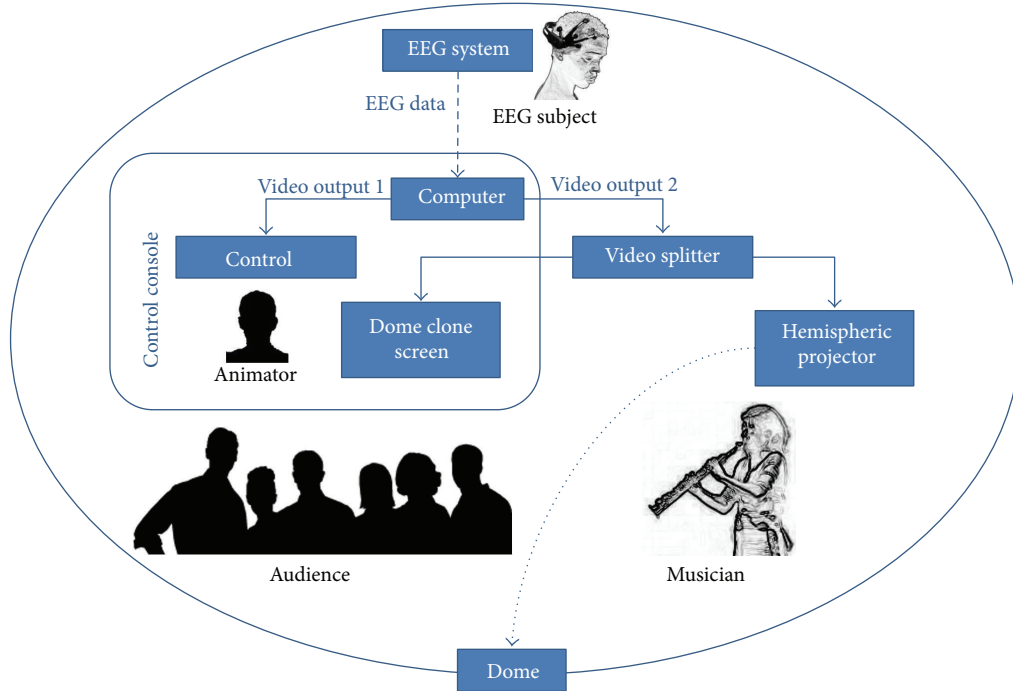 EEG system
EEG data
EEG subject
Video output 1
Computer
Video output 2
Control console
Control
Video splitter
Dome clone
screen
Hemispheric
projector
Animator
Audience
Musician
Dome